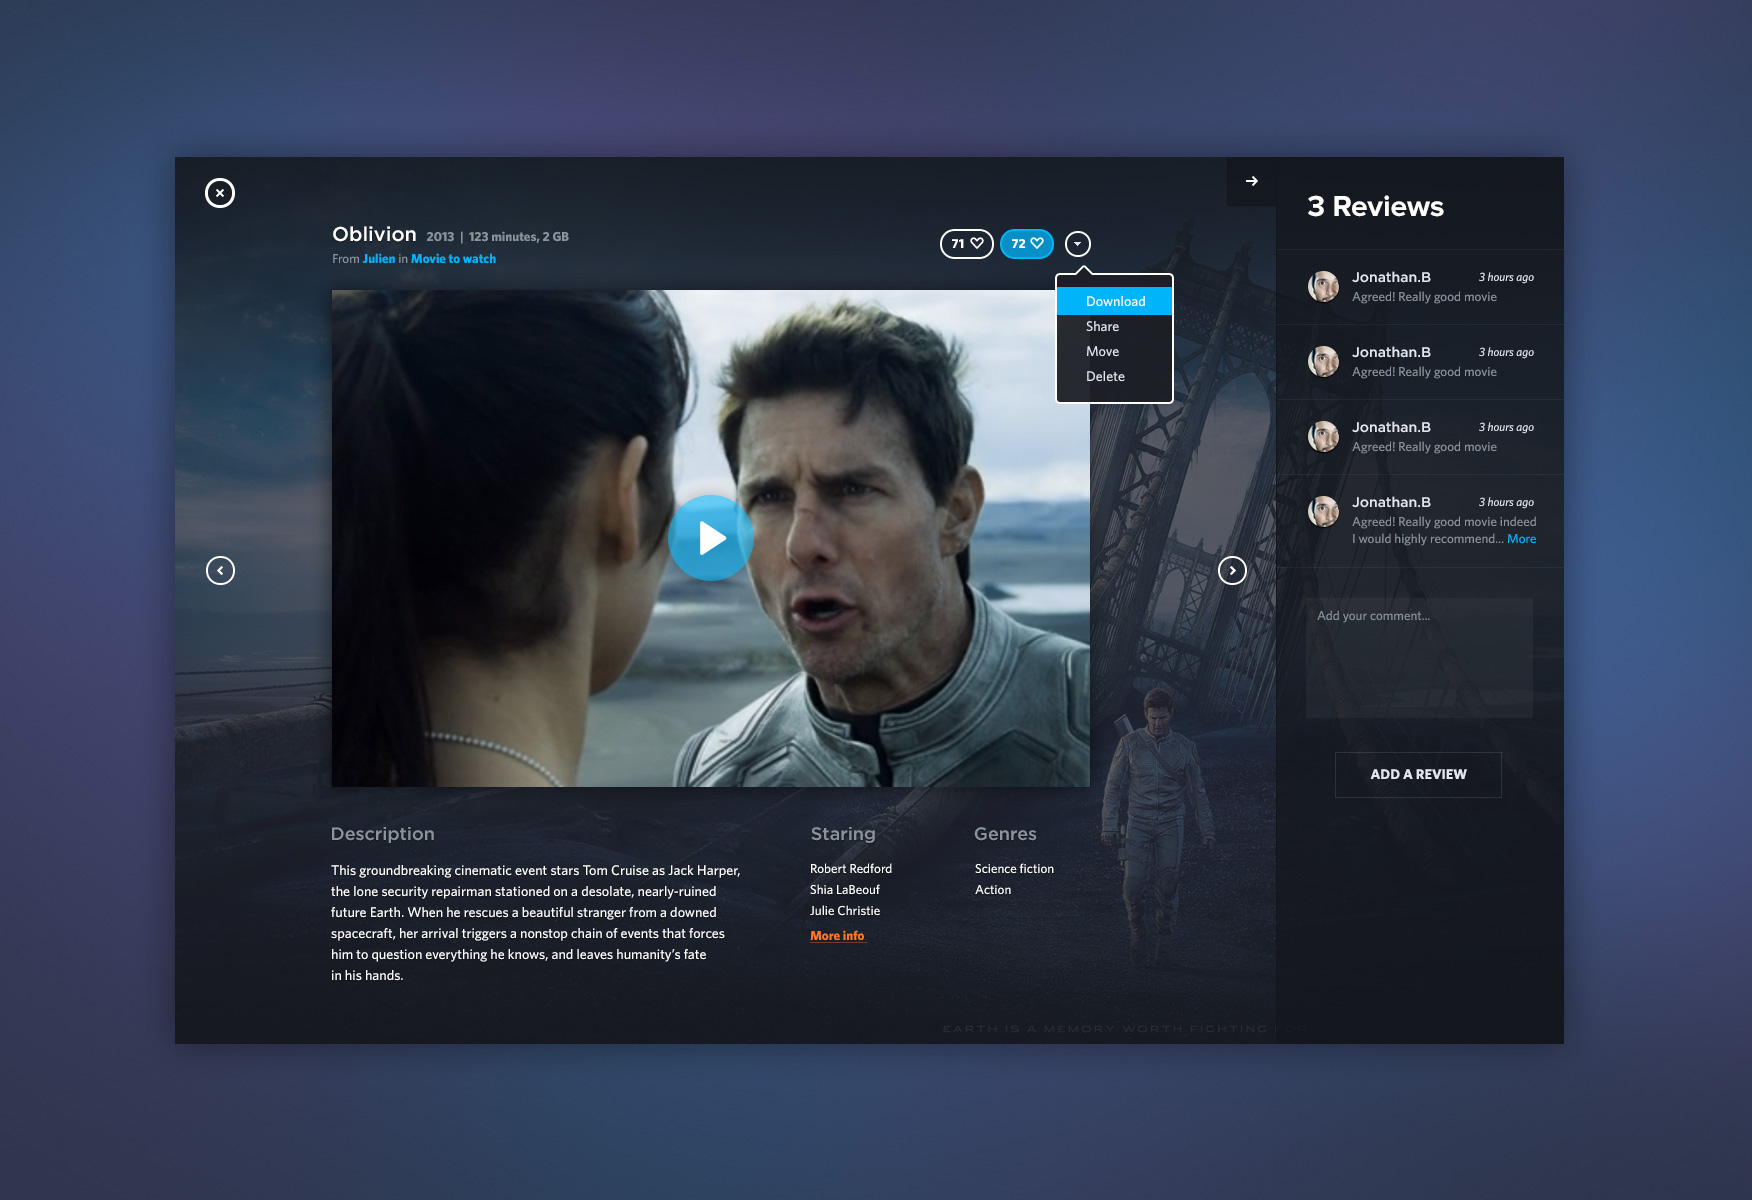 Oblivion 2013 | 123 minutes, 2 GB
From Julien in Movie to watch
71
72
Download
Share
Move
Delete
Description
This groundbreaking cinematic event stars Tom Cruise as Jack Harper,
the lone security repairman stationed on a desolate, nearly-ruined
future Earth. When he rescues a beautiful stranger from a downed
spacecraft, her arrival triggers a nonstop chain of events that forces
him to question everything he knows, and leaves humanity's fate
in his hands.
Staring
Robert Redford
Shia LaBeouf
Julie Christie
More info
Genres
Science fiction
Action
EARTH IS A MEMORY WORTH FIGHTING FOR
3 Reviews
Jonathan.B 3 hours ago
Agreed! Really good movie
Jonathan.B 3 hours ago
Agreed! Really good movie
Jonathan.B 3 hours ago
Agreed! Really good movie
Jonathan.B 3 hours ago
Agreed! Really good movie indeed
I would highly recommend... More
Add your comment...
ADD A REVIEW